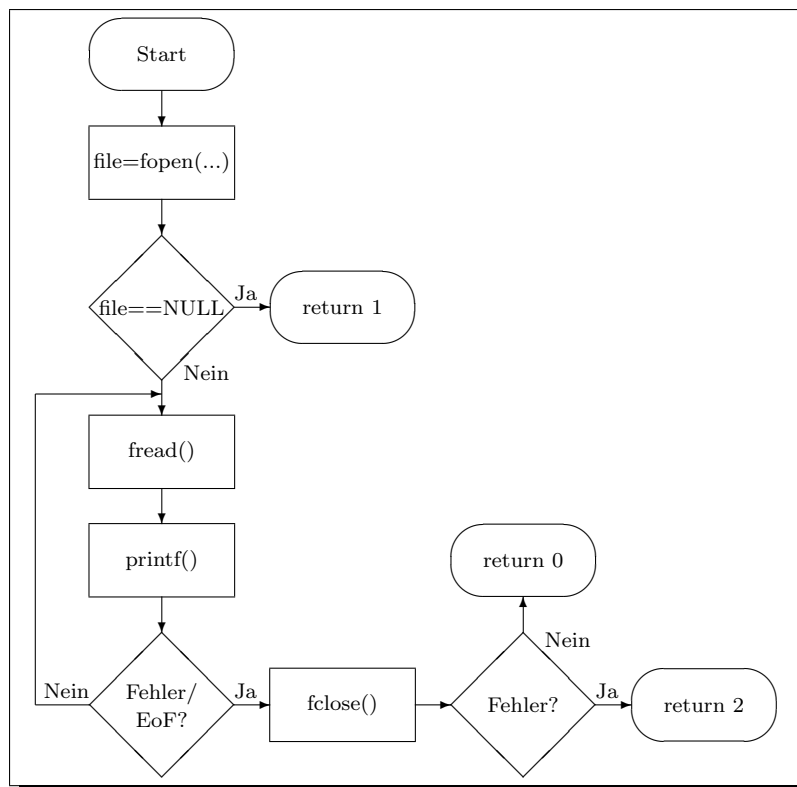 Start
file=fopen(...)
file==NULL
Ja
return 1
Nein
fread()
printf()
return 0
Nein
Nein
Fehler/
EoF?
Ja
fclose()
Fehler?
Ja
return 2